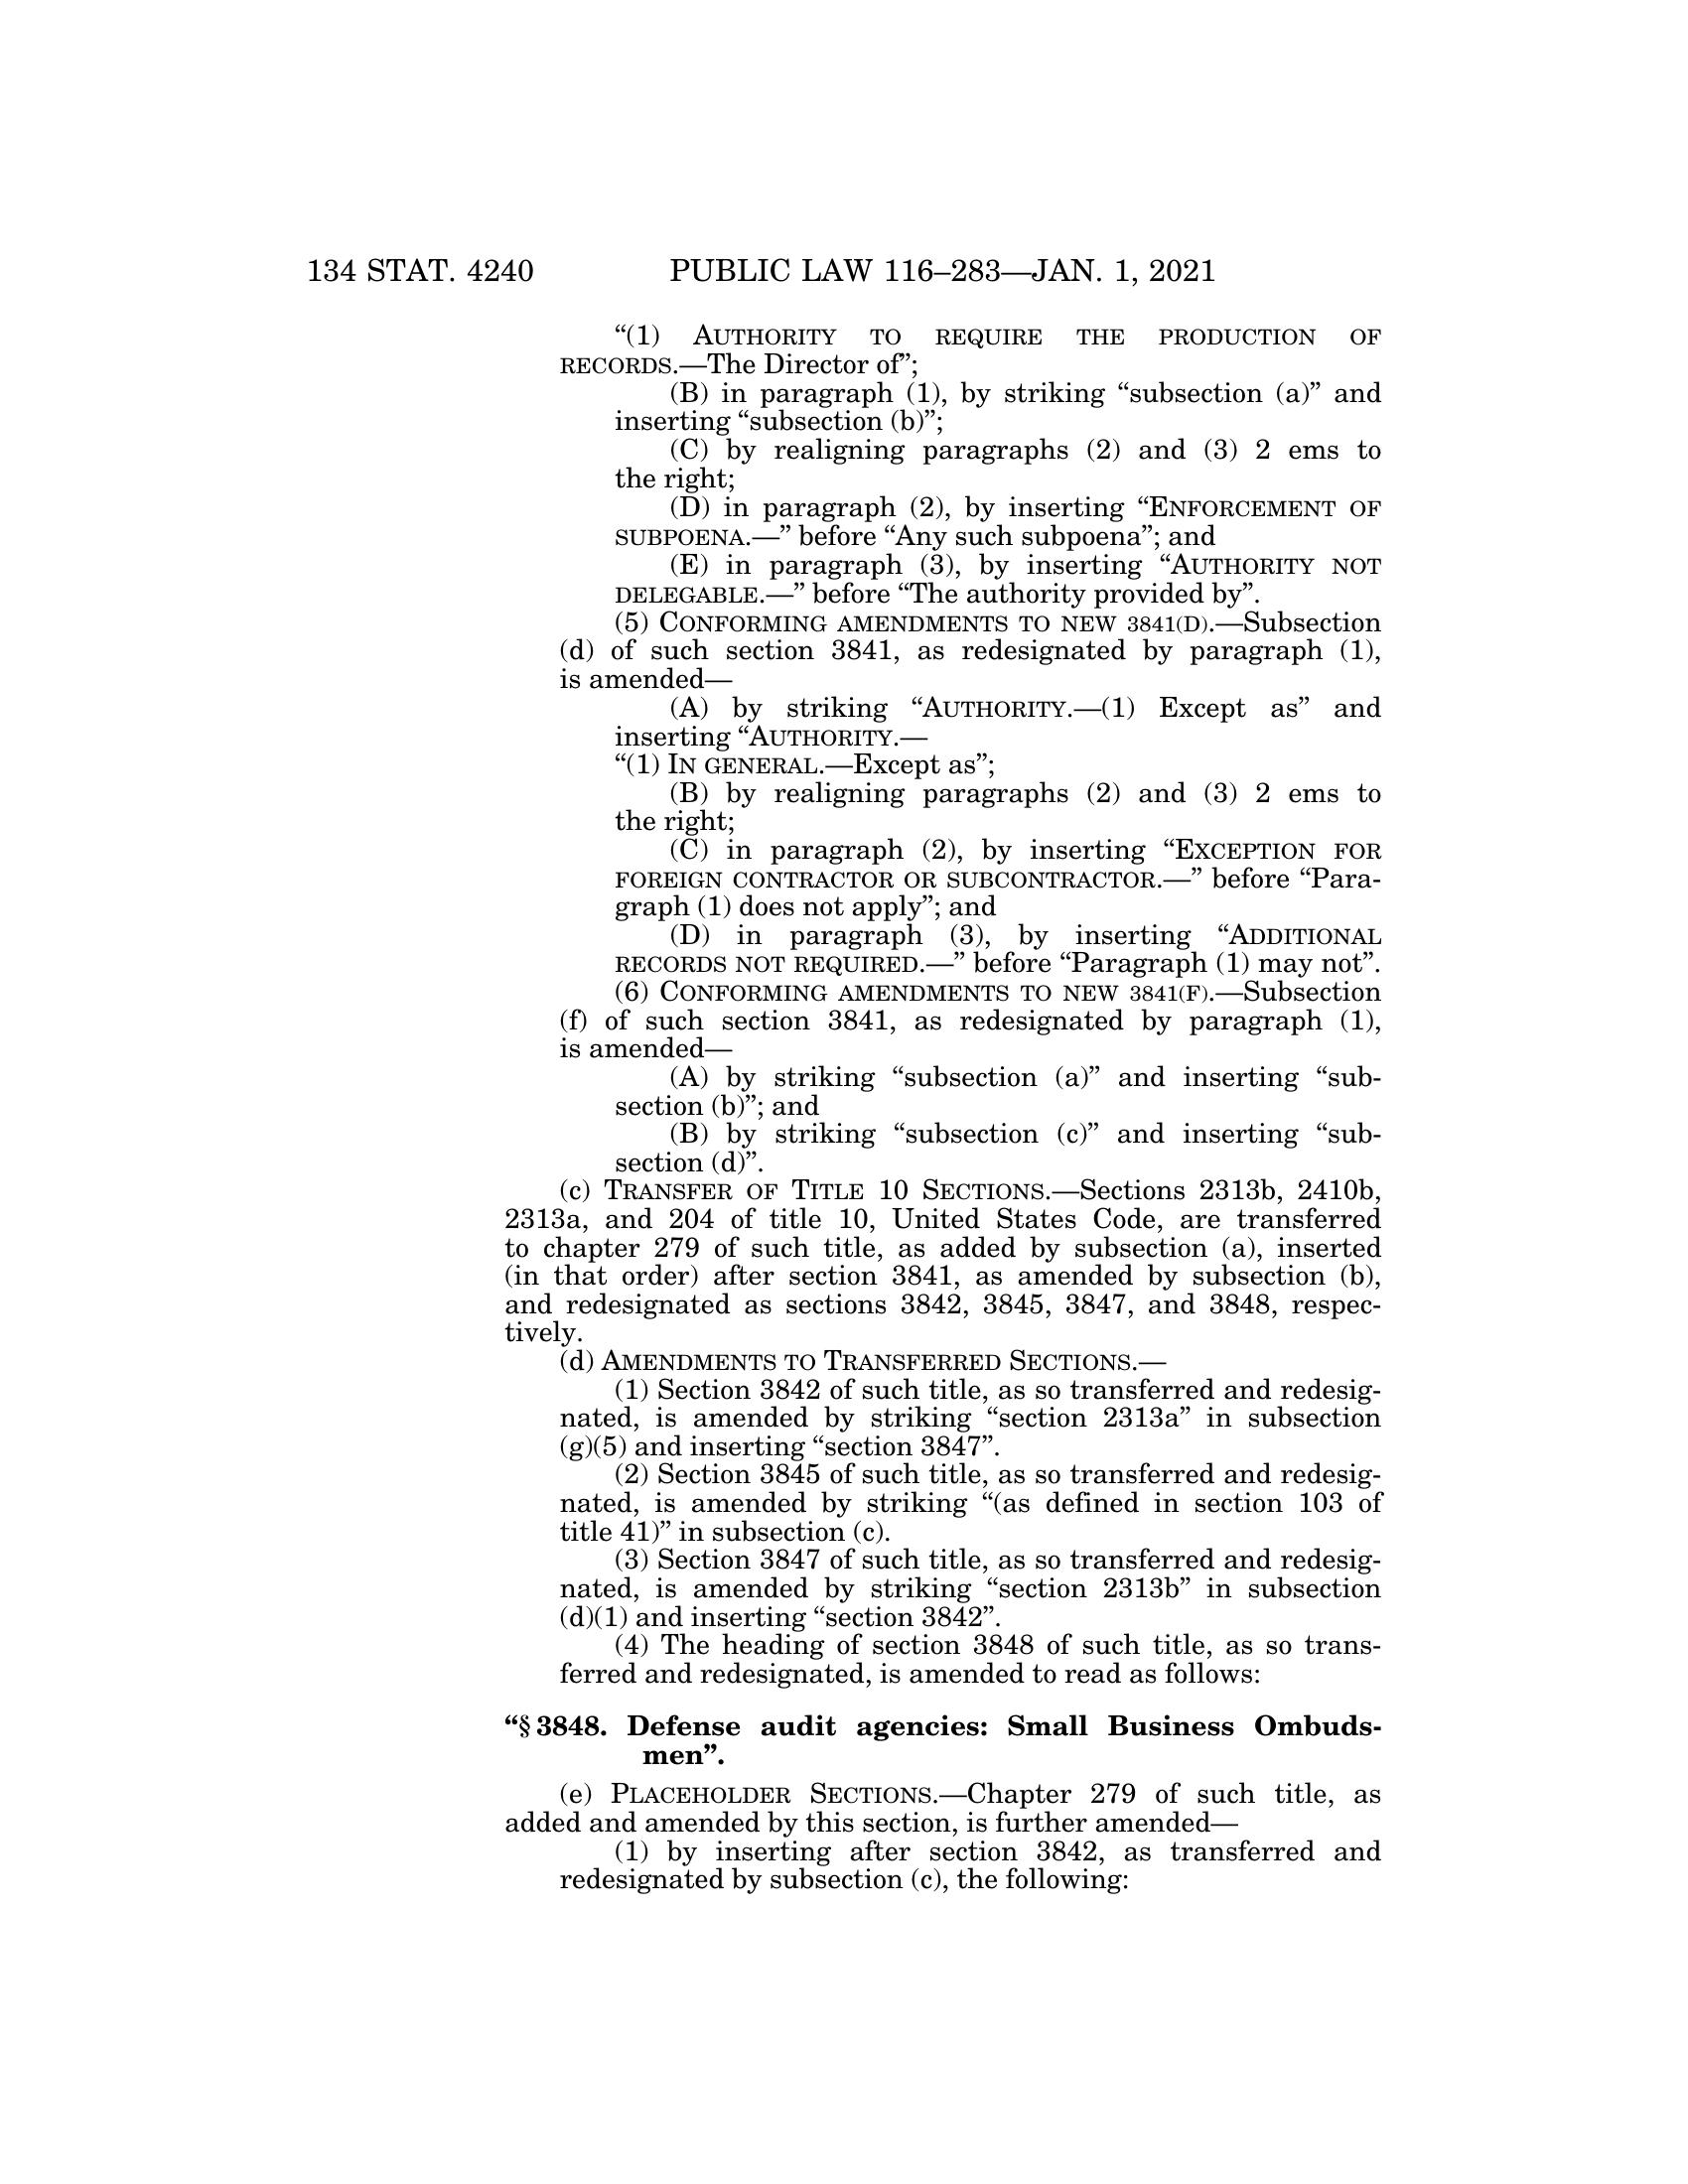 134 STAT. 4240 PUBLIC LAW 116–283—JAN. 1, 2021
“(1) AUTHORITY TO REQUIRE THE PRODUCTION OF
RECORDS.—The Director of”;
(B) in paragraph (1), by striking “subsection (a)” and
inserting “subsection (b)”;
(C) by realigning paragraphs (2) and (3) 2 ems to
the right;
(D) in paragraph (2), by inserting “ENFORCEMENT OF
SUBPOENA.—” before “Any such subpoena”; and
(E) in paragraph (3), by inserting “AUTHORITY NOT
DELEGABLE.—” before “The authority provided by”.
(5) CONFORMING AMENDMENTS TO NEW 3841(D).—Subsection
(d) of such section 3841, as redesignated by paragraph (1),
is amended—
(A) by striking “AUTHORITY.—(1) Except as” and
inserting “AUTHORITY.—
“(1) IN GENERAL.—Except as”;
(B) by realigning paragraphs (2) and (3) 2 ems to
the right;
(C) in paragraph (2), by inserting “EXCEPTION FOR
FOREIGN CONTRACTOR OR SUBCONTRACTOR.—” before “Para-
graph (1) does not apply”; and
(D) in paragraph (3), by inserting “ADDITIONAL
RECORDS NOT REQUIRED.—” before “Paragraph (1) may not”.
(6) CONFORMING AMENDMENTS TO NEW 3841(F).—Subsection
(f) of such section 3841, as redesignated by paragraph (1),
is amended—
(A) by striking “subsection (a)” and inserting “sub-
section (b)”; and
(B) by striking “subsection (c)” and inserting “sub-
section (d)”.
(c) TRANSFER OF TITLE 10 SECTIONS.—Sections 2313b, 2410b,
2313a, and 204 of title 10, United States Code, are transferred
to chapter 279 of such title, as added by subsection (a), inserted
(in that order) after section 3841, as amended by subsection (b),
and redesignated as sections 3842, 3845, 3847, and 3848, respec-
tively.
(d) AMENDMENTS TO TRANSFERRED SECTIONS.—
(1) Section 3842 of such title, as so transferred and redesig-
nated, is amended by striking “section 2313a” in subsection
(g)(5) and inserting “section 3847”.
(2) Section 3845 of such title, as so transferred and redesig-
nated, is amended by striking “(as defined in section 103 of
title 41)” in subsection (c).
(3) Section 3847 of such title, as so transferred and redesig-
nated, is amended by striking “section 2313b” in subsection
(d)(1) and inserting “section 3842”.
(4) The heading of section 3848 of such title, as so trans-
ferred and redesignated, is amended to read as follows:
“§ 3848. Defense audit agencies: Small Business Ombuds-
men”.
(e) PLACEHOLDER SECTIONS.—Chapter 279 of such title, as
added and amended by this section, is further amended—
(1) by inserting after section 3842, as transferred and
redesignated by subsection (c), the following: